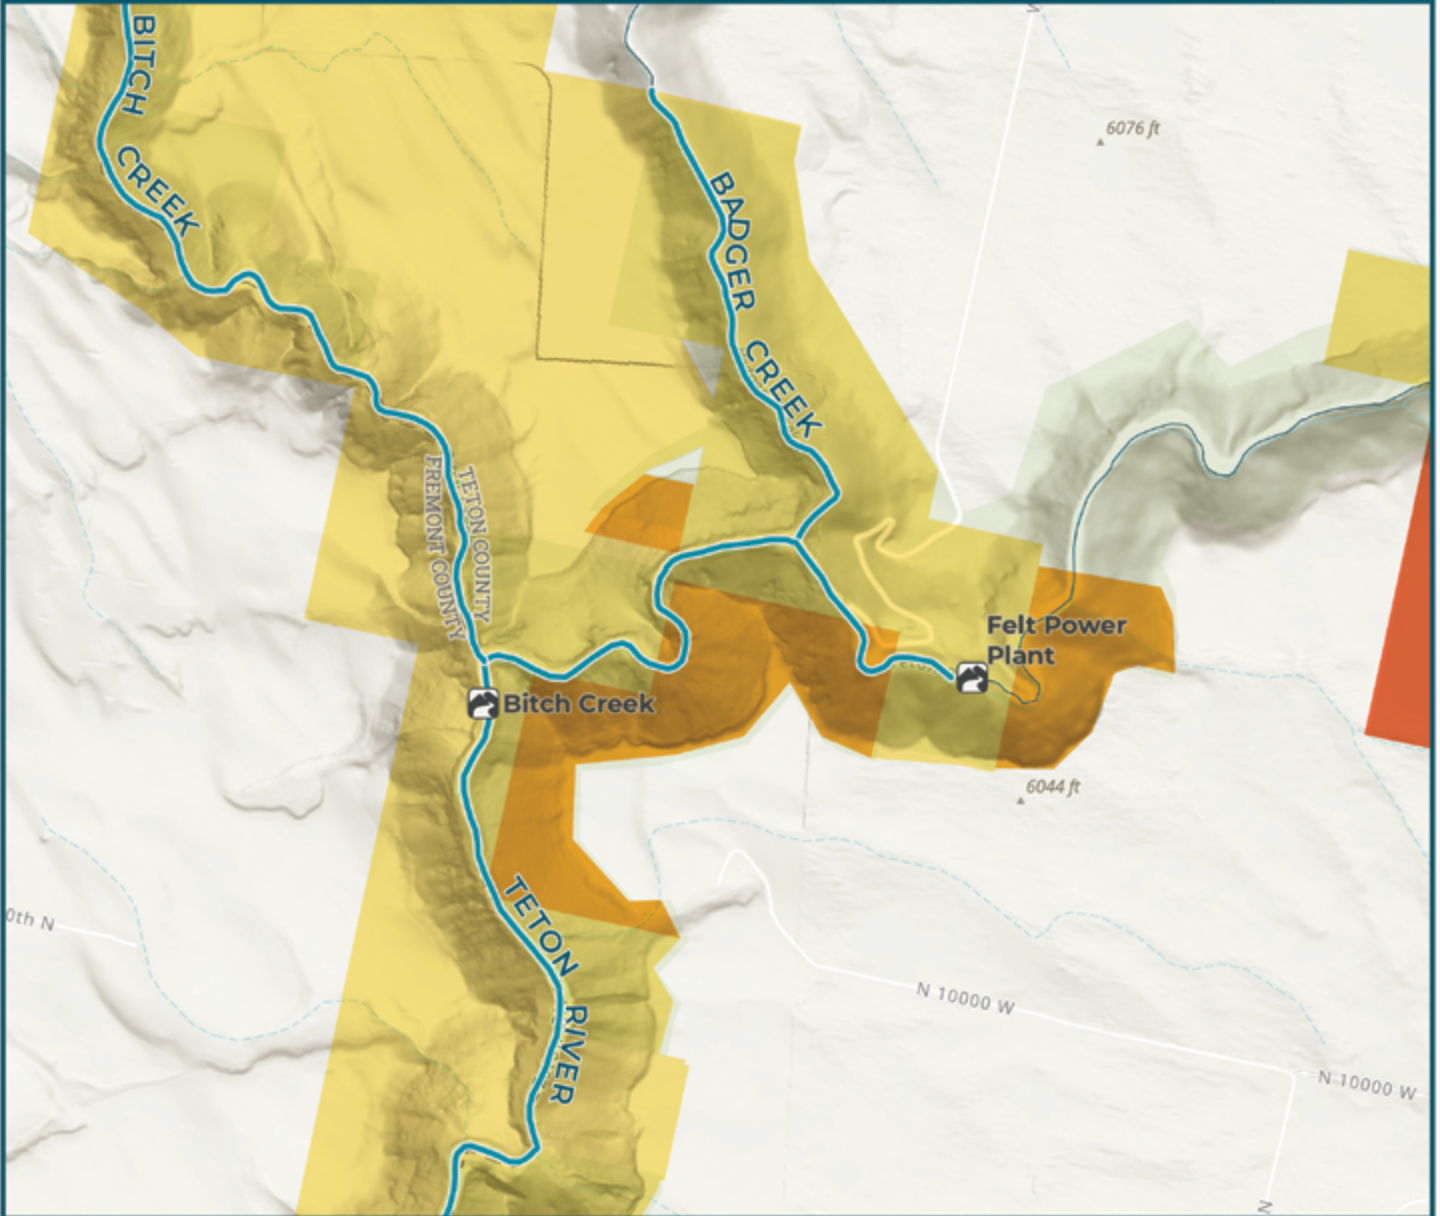 BITCH CREEK
6076 ft
BADGER CREEK
TETON COUNTY
FREMONT COUNTY
Felt Power
Plant
Bitch Creek
6044 ft
TETON RIVER
0th N
N 10000 W
N 10000 W
N